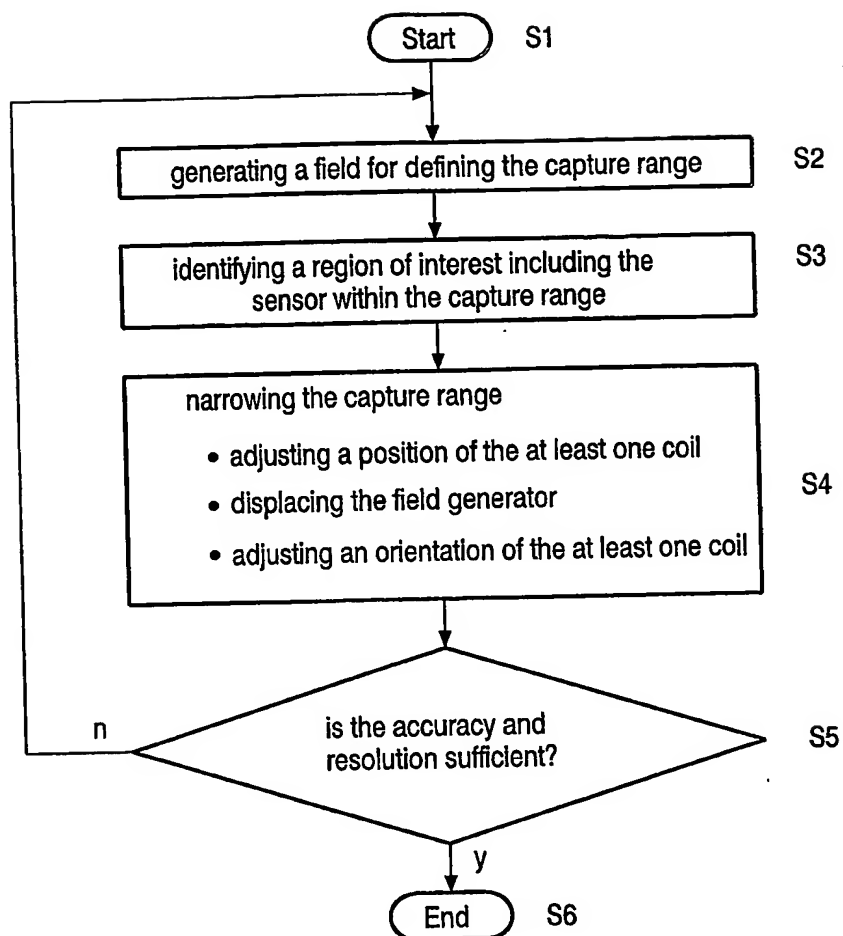 Start S1
generating a field for defining the capture range S2
identifying a region of interest including the S3
sensor within the capture range
narrowing the capture range
• adjusting a position of the at least one coil
• displacing the field generator S4
• adjusting an orientation of the at least one coil
n
is the accuracy and
resolution sufficient? S5
y
End S6